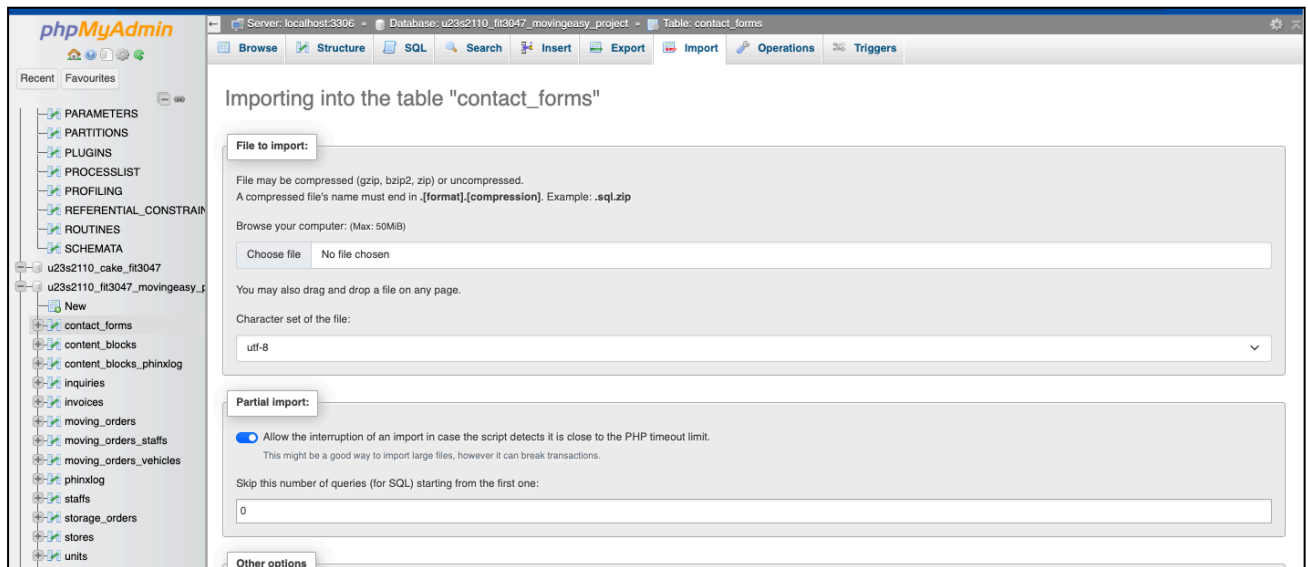 phpMyAdmin
Recent Favourites
PARAMETERS
PARTITIONS
PLUGINS
PROCESSLIST
PROFILING
REFERENTIAL_CONSTRAIN
ROUTINES
SCHEMATA
u23s2110_cake_fit3047
u23s2110_fit3047_movingeasy_p
New
contact_forms
content_blocks
content_blocks_phinxlog
inquiries
invoices
moving_orders
moving_orders_staffs
moving_orders_vehicles
phinxlog
staffs
storage_orders
stores
units
Server: localhost:3306 » Database: u23s2110_fit3047_movingeasy_project » Table: contact_forms
Browse Structure SQL Search Insert Export Import Operations Triggers
Importing into the table "contact_forms"
File to import:
File may be compressed (gzip, bzip2, zip) or uncompressed.
A compressed file's name must end in .[format].[compression]. Example: .sql.zip
Browse your computer: (Max: 50MiB)
Choose file No file chosen
You may also drag and drop a file on any page.
Character set of the file:
utf-8
Partial import:
Allow the interruption of an import in case the script detects it is close to the PHP timeout limit.
This might be a good way to import large files, however it can break transactions.
Skip this number of queries (for SQL) starting from the first one:
0
Other options